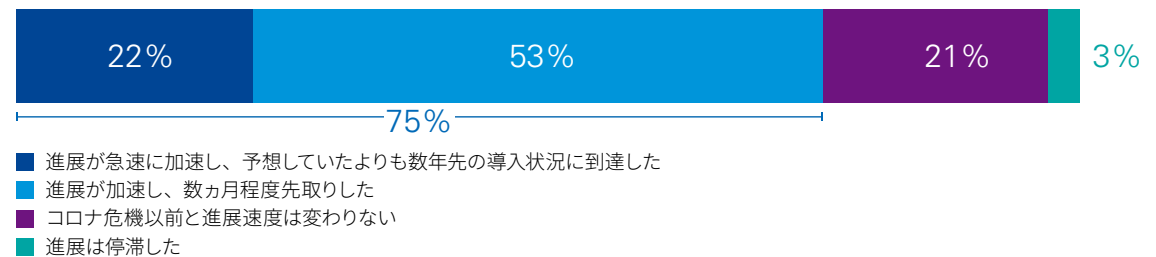 22%
53%
21%
3%
75%
進展が急速に加速し、予想していたよりも数年先の導入状況に到達した
進展が加速し、数ヵ月程度先取りした
コロナ危機以前と進展速度は変わりない
進展は停滞した